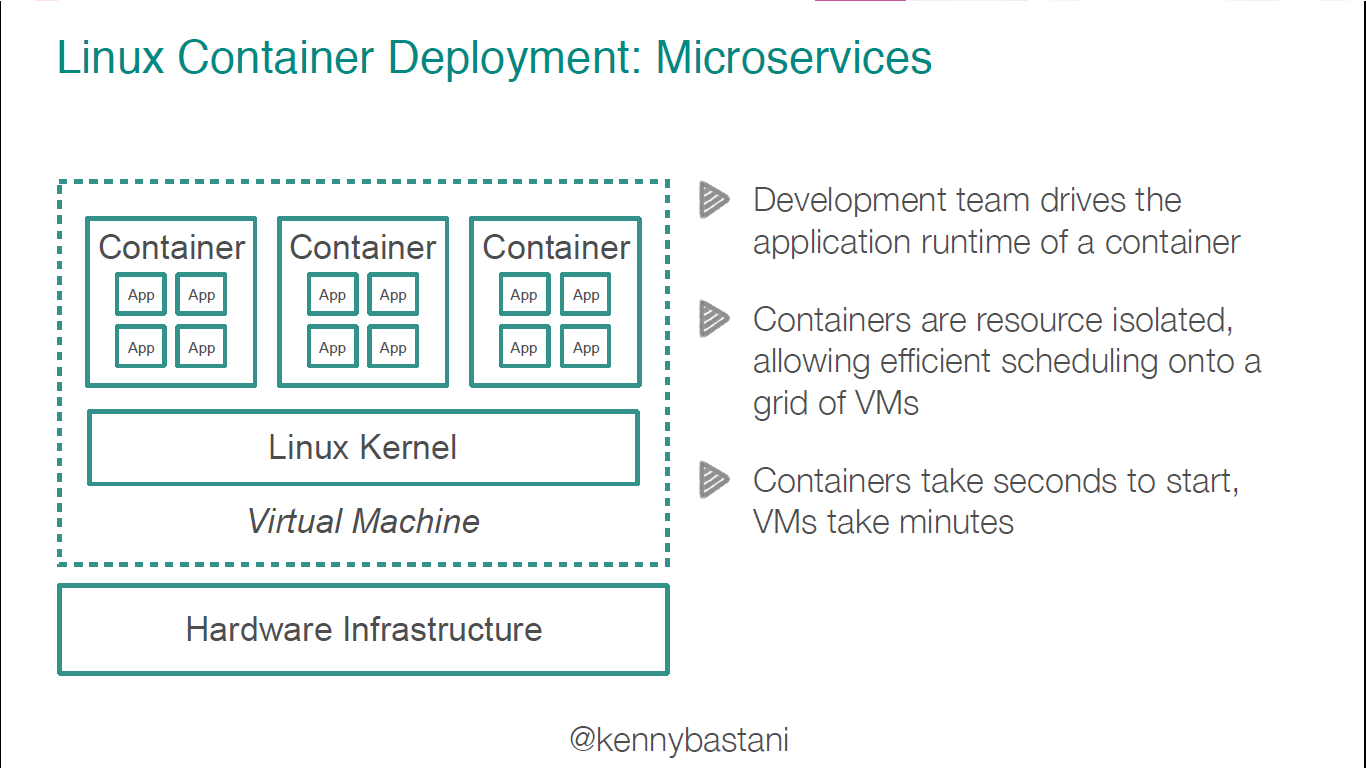 Linux Container Deployment: Microservices
Container Container Container
App App App App App App
App App App App App App
Linux Kernel
Virtual Machine
Hardware Infrastructure
Development team drives the
application runtime of a container
Containers are resource isolated,
allowing efficient scheduling onto a
grid of VMs
Containers take seconds to start,
VMs take minutes
@kennybastani